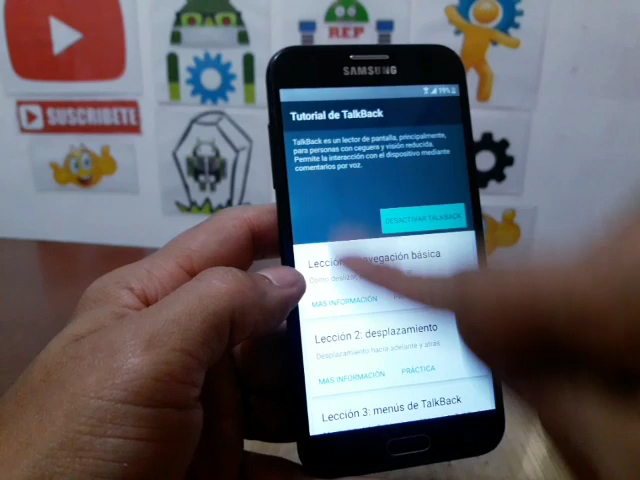 REP
SUSCRIBETE
SAMSUNG
19%
Tutorial de TalkBack
TalkBack es un lector de pantalla, principalmente,
para personas con ceguera y visión reducida.
Permite la interacción con el dispositivo mediante
comentarios por voz.
DESACTIVAR TALKBACK
Lección navegación básica
Cómo
MÁS INFORMACIÓN
Lección 2: desplazamiento
Desplazamiento hacia adelante y atrás
MÁS INFORMACIÓN PRÁCTICA
Lección 3: menús de TalkBack